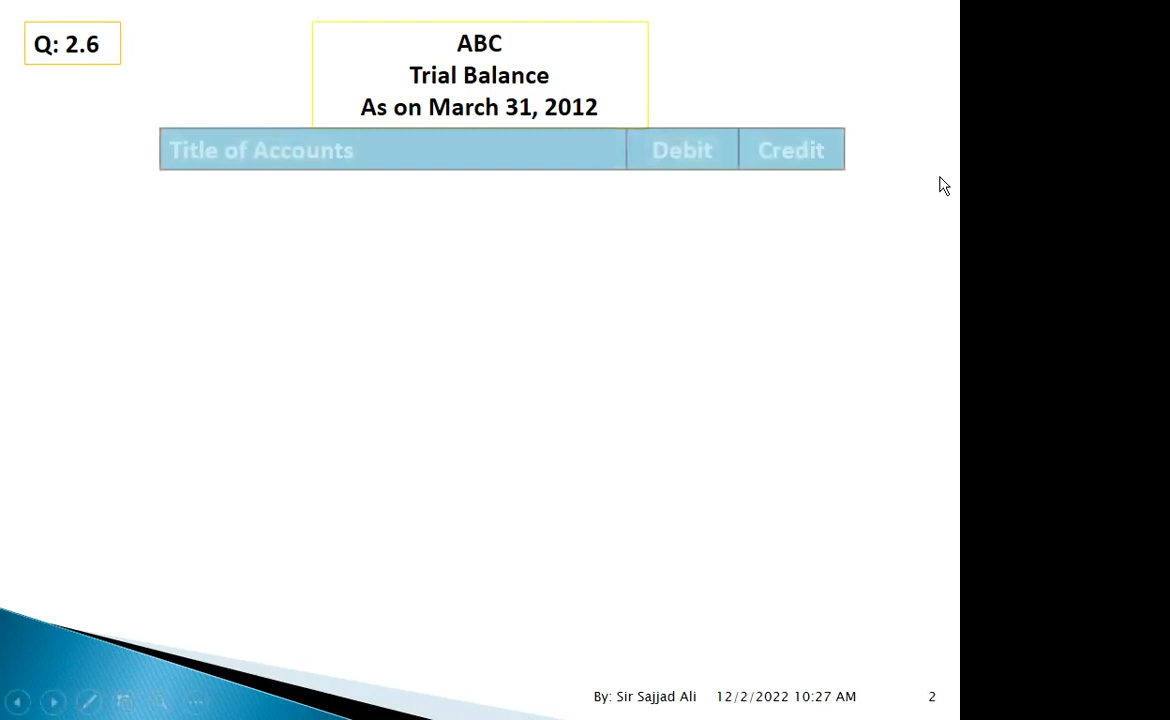 Q: 2.6
ABC
Trial Balance
As on March 31, 2012
Title of Accounts Debit Credit
By: Sir Sajjad Ali 12/2/2022 10:27 AM 2